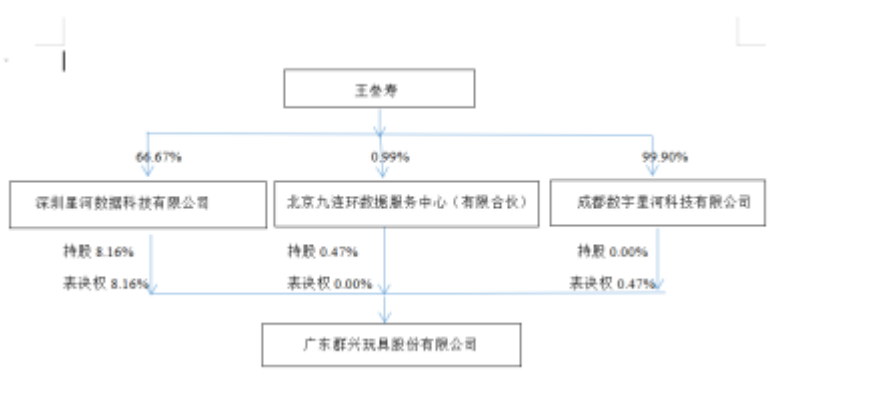 王叁寿
66.67%
0.99%
99.90%
深圳星河数据科技有限公司
北京九连环数据服务中心（有限合伙）
成都数字星河科技有限公司
持股 8.16%
持股 0.47%
持股 0.00%
表决权 8.16%
表决权 0.00%
表决权 0.47%
广东群兴玩具股份有限公司